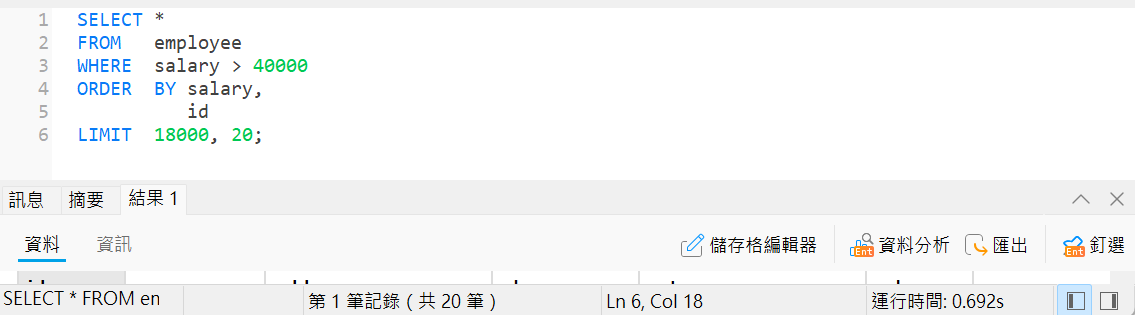 1 SELECT *
2 FROM employee
3 WHERE salary > 40000
4 ORDER BY salary,
5 id
6 LIMIT 18000, 20;
訊息 摘要 結果 1
資料 資訊 儲存格編輯器 Ent 資料分析 匯出 Ent 釘選
SELECT * FROM en 第 1 筆記錄 ( 共 20 筆 ) Ln 6, Col 18 運行時間: 0.692s